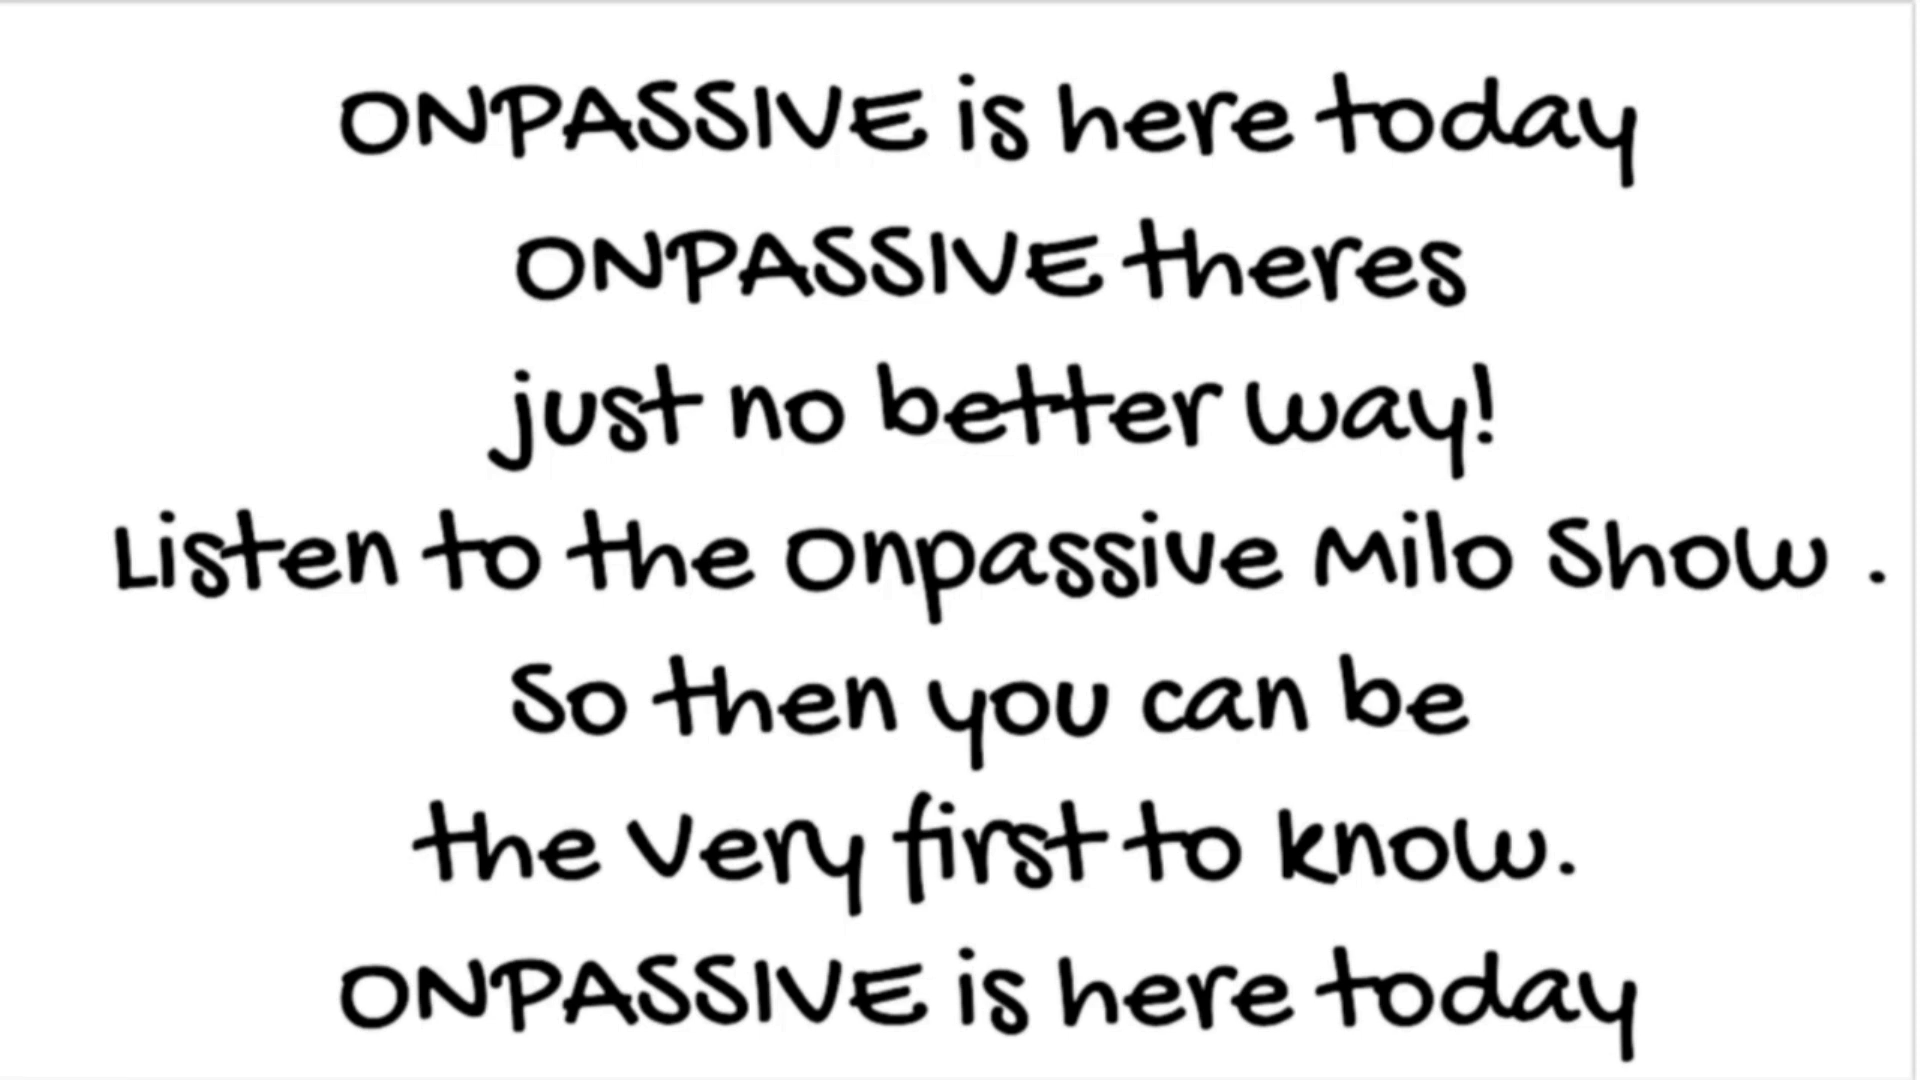 ONPASSIVE is here today
ONPASSIVE theres
just no better way!
Listen to the Onpassive Milo Show .
So then you can be
the very first to know.
ONPASSIVE is here today